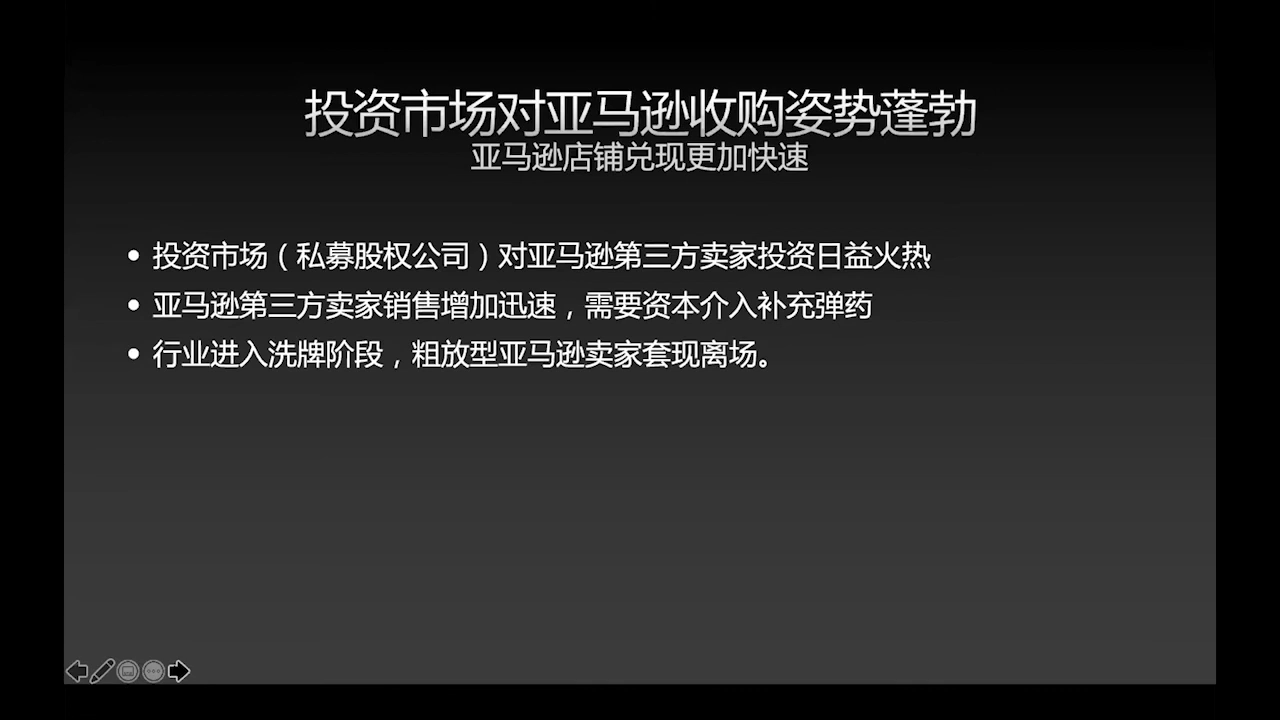 投资市场对亚马逊收购姿势蓬勃
亚马逊店铺兑现更加快速
• 投资市场（私募股权公司）对亚马逊第三方卖家投资日益火热
• 亚马逊第三方卖家销售增加迅速，需要资本介入补充弹药
• 行业进入洗牌阶段，粗放型亚马逊卖家套现离场。